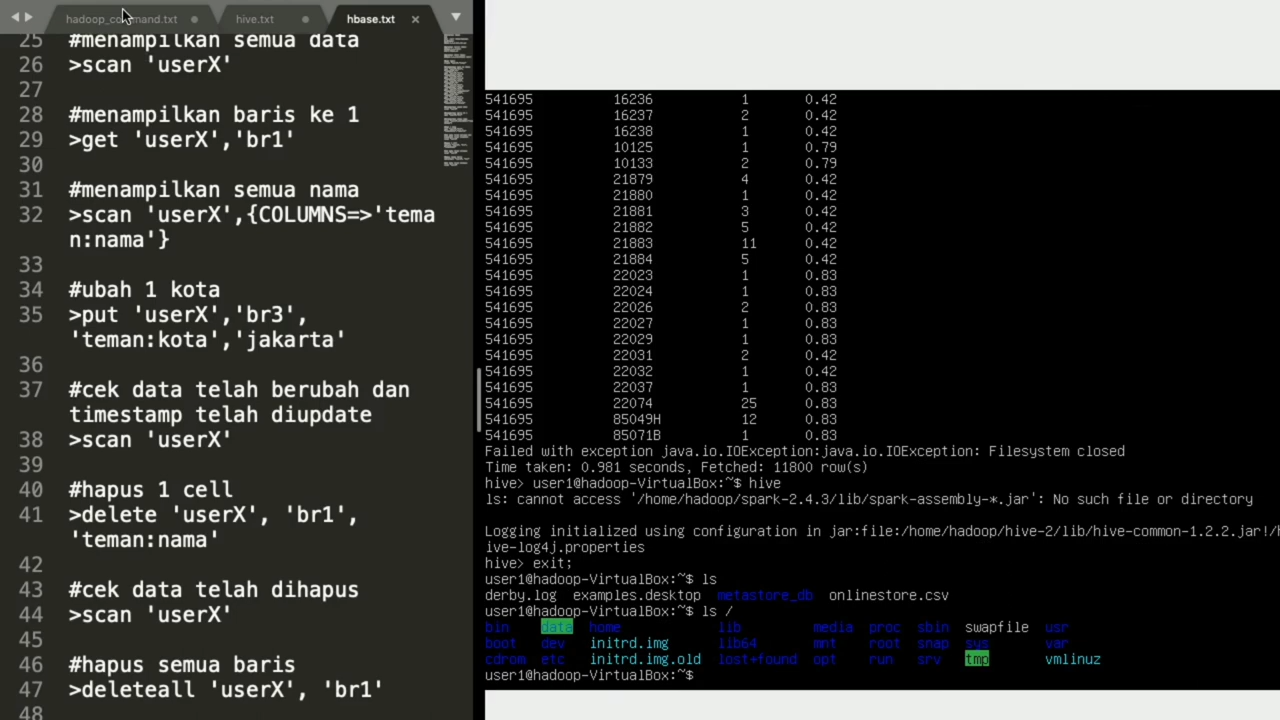 hadoop_command.txt
hive.txt
hbase.txt
25 #menampilkan semua data
26 >scan 'userX'
27
28 #menampilkan baris ke 1
29 >get 'userX','br1'
30
31 #menampilkan semua nama
32 >scan 'userX',{COLUMNS=>'tema
n:nama'}
33
34 #ubah 1 kota
35 >put 'userX','br3',
'teman:kota','jakarta'
36
37 #cek data telah berubah dan
timestamp telah diupdate
38 >scan 'userX'
39
40 #hapus 1 cell
41 >delete 'userX', 'br1',
'teman:nama'
42
43 #cek data telah dihapus
44 >scan 'userX'
45
46 #hapus semua baris
47 >deleteall 'userX', 'br1'
48
541695 16236 1 0.42
541695 16237 2 0.42
541695 16238 1 0.42
541695 10125 1 0.79
541695 10133 2 0.79
541695 21879 4 0.42
541695 21880 1 0.42
541695 21881 3 0.42
541695 21882 5 0.42
541695 21883 11 0.42
541695 21884 5 0.42
541695 22023 1 0.83
541695 22024 1 0.83
541695 22026 2 0.83
541695 22027 1 0.83
541695 22029 1 0.83
541695 22031 2 0.42
541695 22032 1 0.42
541695 22037 1 0.83
541695 22074 25 0.83
541695 85049H 12 0.83
541695 85071B 1 0.83
Failed with exception java.io.IOException:java.io.IOException: Filesystem closed
Time taken: 0.981 seconds, Fetched: 11800 row(s)
hive> user1@hadoop-VirtualBox:~$ hive
ls: cannot access '/home/hadoop/spark-2.4.3/lib/spark-assembly-*.jar': No such file or directory
Logging initialized using configuration in jar:file:/home/hadoop/hive-2/lib/hive-common-1.2.2.jar!/h
ive-log4j.properties
hive> exit;
user1@hadoop-VirtualBox:~$ ls
derby.log examples.desktop metastore_db onlinestore.csv
user1@hadoop-VirtualBox:~$ ls /
bin data home lib media proc sbin swapfile usr
boot dev initrd.img lib64 mnt root snap sys var
cdrom etc initrd.img.old lost+found opt run srv tmp vmlinuz
user1@hadoop-VirtualBox:~$